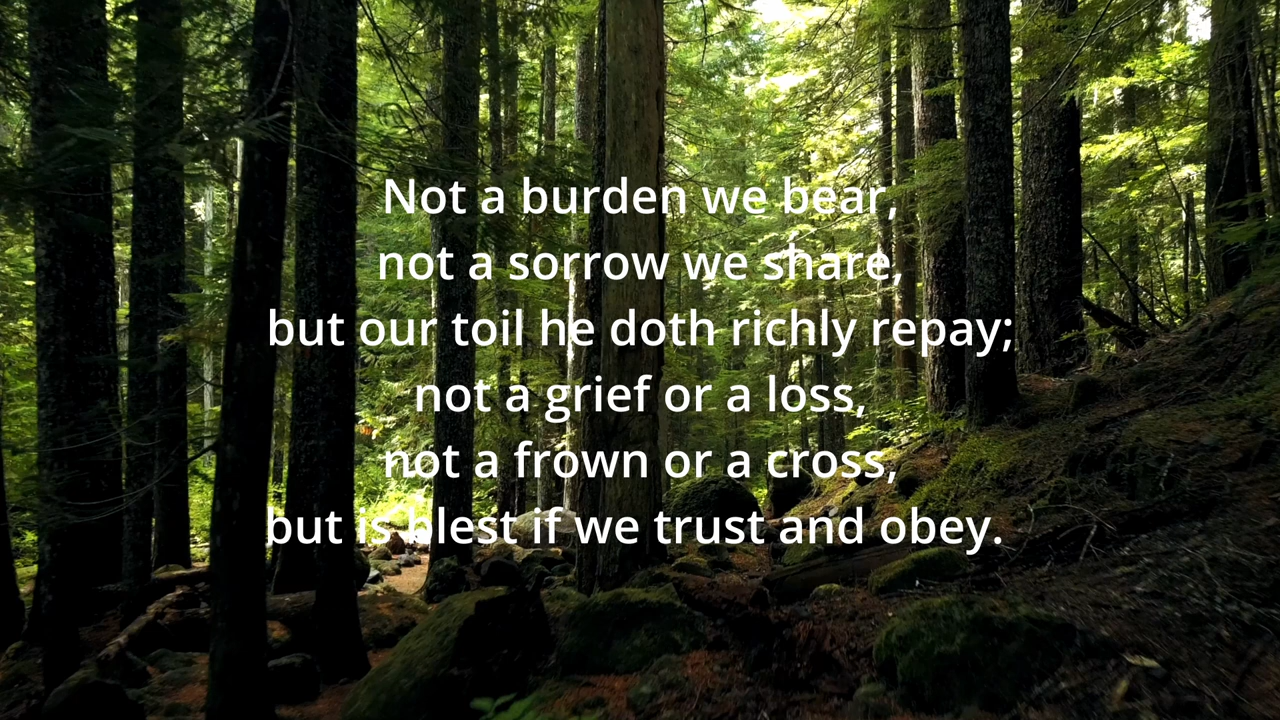 Not a burden we bear,
not a sorrow we share,
but our toil he doth richly repay;
not a grief or a loss,
not a frown or a cross,
but is blest if we trust and obey.